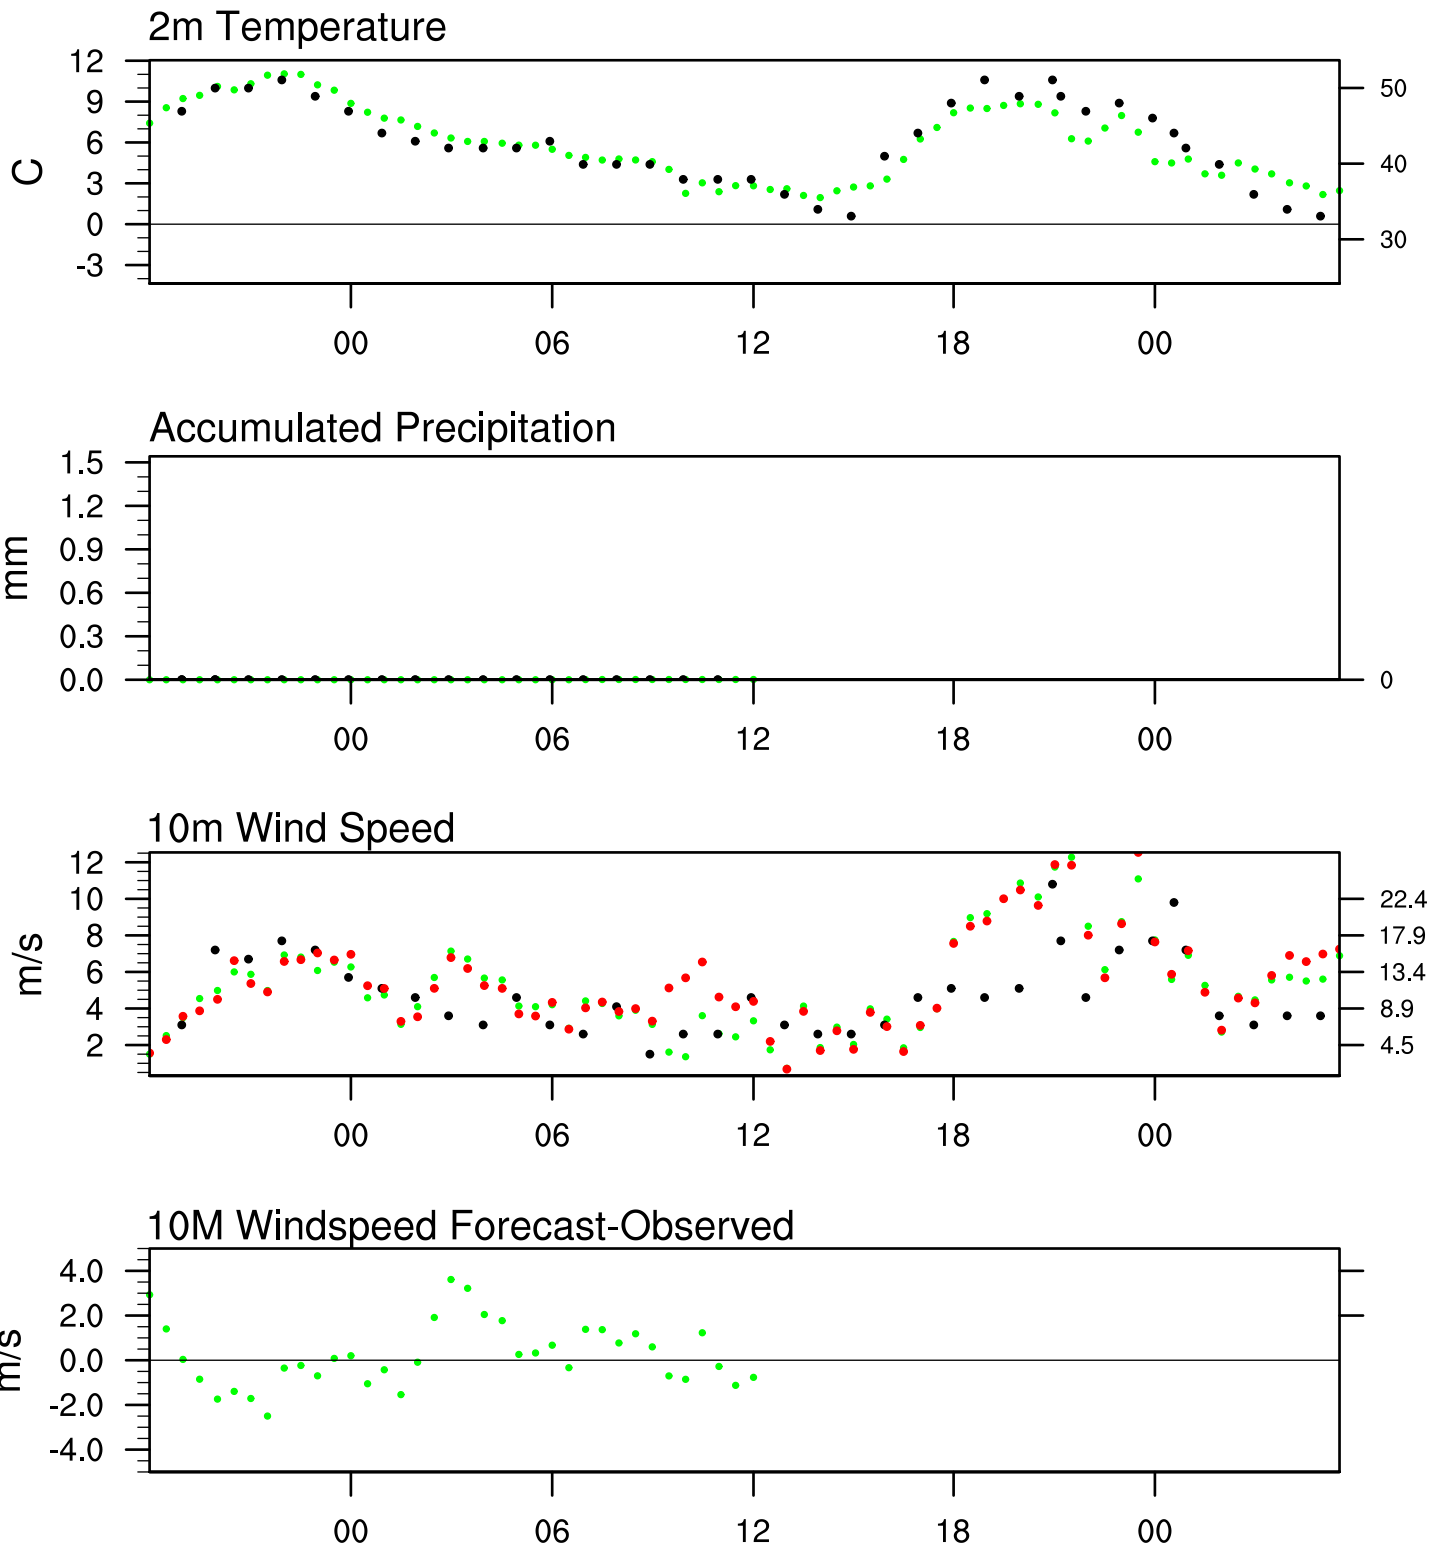 2m Temperature
12
9
6
3
0
-3
C
50
40
30
00 06 12 18 00
Accumulated Precipitation
1.5
1.2
0.9
0.6
0.3
0.0
mm
0
00 06 12 18 00
10m Wind Speed
12
10
8
6
4
2
m/s
22.4
17.9
13.4
8.9
4.5
00 06 12 18 00
10M Windspeed Forecast-Observed
4.0
2.0
0.0
-2.0
-4.0
m/s
00 06 12 18 00